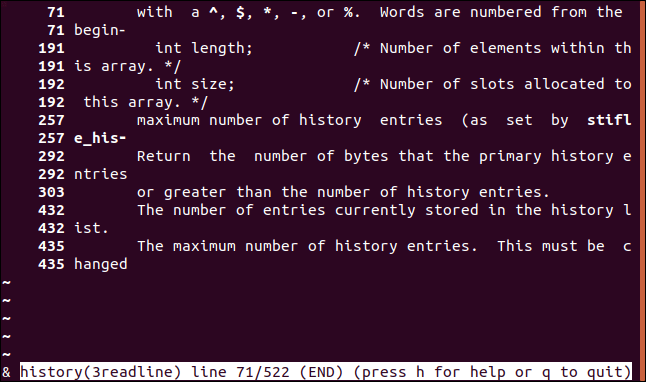 71        with  a ^, $, *, -, or %.  Words are numbered from the
71 begin-
191          int length;           /* Number of elements within th
191 is array. */
192          int size;             /* Number of slots allocated to
192  this array. */
257        maximum number of history  entries  (as  set  by  stifl
257 e_his-
292        Return  the  number of bytes that the primary history e
292 ntries
303        or greater than the number of history entries.
432        The number of entries currently stored in the history l
432 ist.
435        The maximum number of history entries.  This must be  c
435 hanged
~
~
~
~
~
& history(3readline) line 71/522 (END) (press h for help or q to quit)